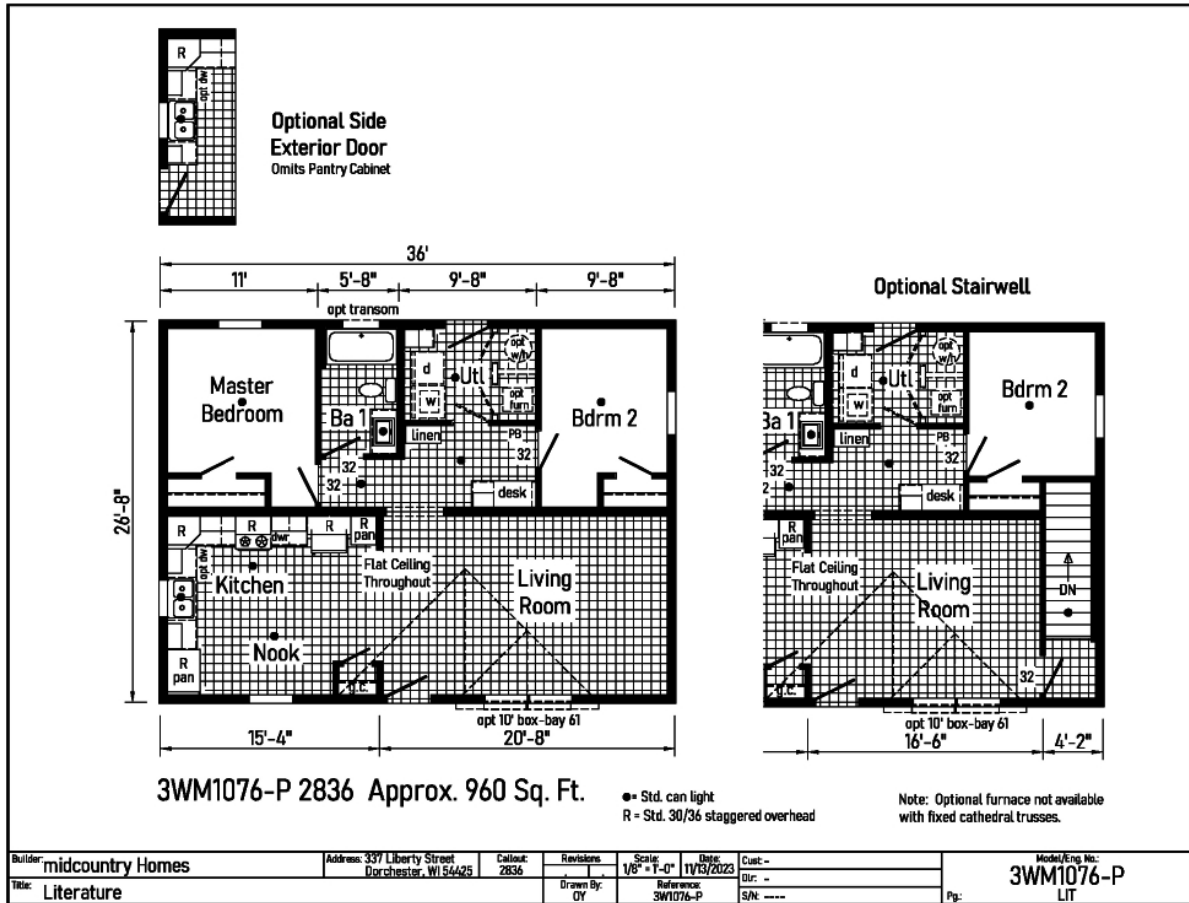 R
opt dw
Optional Side
Exterior Door
Omits Pantry Cabinet
36'
11'
5'-8"
9'-8"
9'-8"
opt transom
26'-8"
Master
Bedroom
Ba 1
d
w
Utl
opt
w/h
opt
furn
Bdrm 2
linen
PB
32
32
32
desk
R
R
dwr
R
R
pan
opt dw
Kitchen
Nook
R
pan
Flat Ceiling
Throughout
Living
Room
g.c.
opt 10' box-bay 61
15'-4"
20'-8"
Optional Stairwell
d
w
Utl
opt
w/h
opt
furn
Bdrm 2
Ba 1
linen
PB
32
32
2
desk
R
pan
Flat Ceiling
Throughout
Living
Room
DN
32
g.c.
opt 10' box-bay 61
16'-6"
4'-2"
3WM1076-P 2836 Approx. 960 Sq. Ft.
●= Std. can light
R = Std. 30/36 staggered overhead
Note: Optional furnace not available
with fixed cathedral trusses.
Builder: midcountry Homes
Address: 337 Liberty Street
Dorchester, WI 54425
Callout:
2836
Revisions
Scale:
1/8" = 1'-0"
Date:
11/13/2023
Cust: -
Dlr: -
S/N: ----
Model/Eng. No.:
3WM1076-P
Title: Literature
Drawn By:
OY
Reference:
3W1076-P
Pg.: LIT